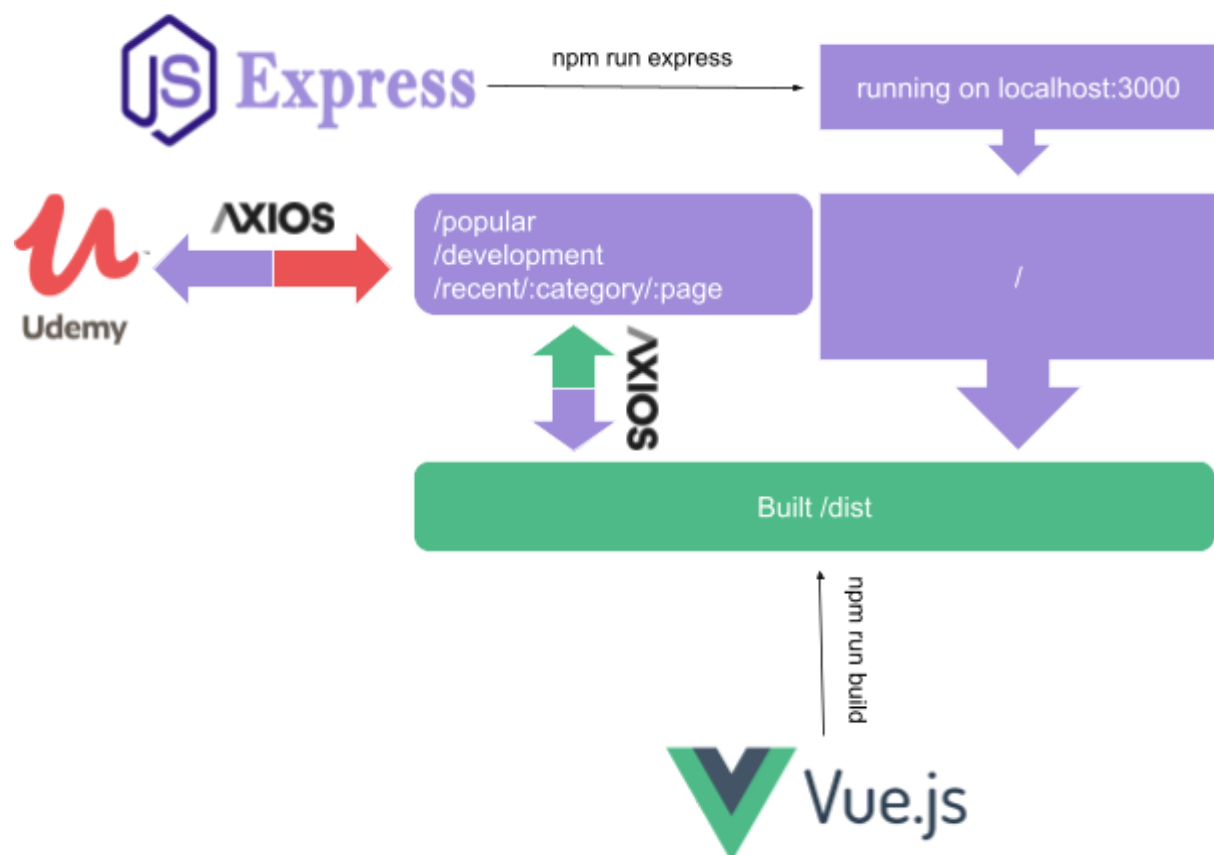 JS Express
npm run express
running on localhost:3000
AXIOS
/popular
/development
/recent/:category/:page
/
Udemy
AXIOS
Built /dist
npm run build
Vue.js